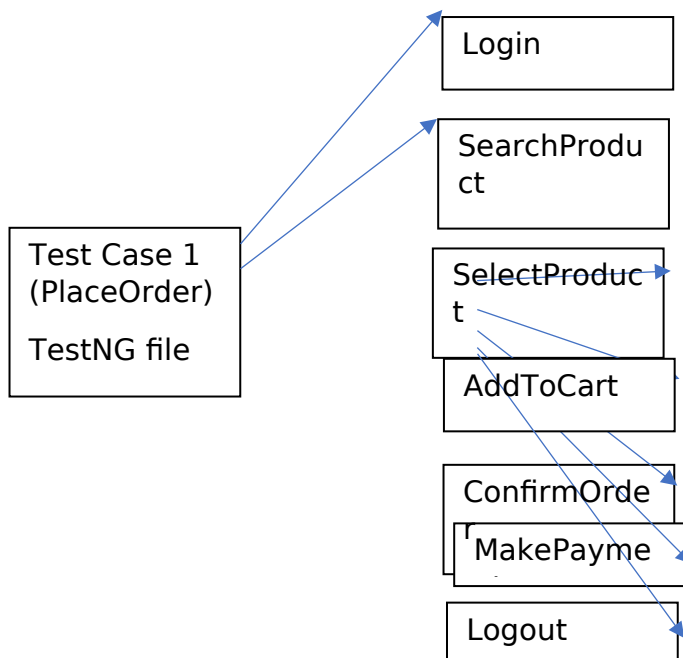 Login
SearchProdu
ct
Test Case 1
(PlaceOrder)
TestNG file
SelectProduc
t
AddToCart
ConfirmOrde
r
MakePayme
Logout